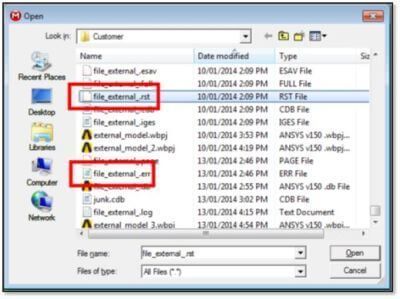 Open
Look in: Customer
Name Date modified Type Siz
file_external_.esav 10/01/2014 2:09 PM ESAV File
file_external_.full 10/01/2014 2:09 PM FULL File
file_external_.rst 10/01/2014 2:09 PM RST File
10/01/2014 2:09 PM CDB File
file_external_.iges 10/01/2014 2:09 PM IGES File
external_model.wbpj 10/01/2014 3:53 PM ANSYS v150 .wbpj...
external_model_2.wbpj 10/01/2014 4:19 PM ANSYS v150 .wbpj...
13/01/2014 2:46 PM PAGE File
file_external_.err 13/01/2014 2:46 PM ERR File
13/01/2014 2:46 PM ANSYS v150 .db File
junk.cdb 13/01/2014 3:02 PM CDB File
file_external_.log 13/01/2014 4:15 PM Text Document
external_model_3.wbpj 13/01/2014 4:54 PM ANSYS v150 .wbpj...
Recent Places
Desktop
Libraries
Computer
Network
File name: file_external_.rst Open
Files of type: All Files (*.*) Cancel